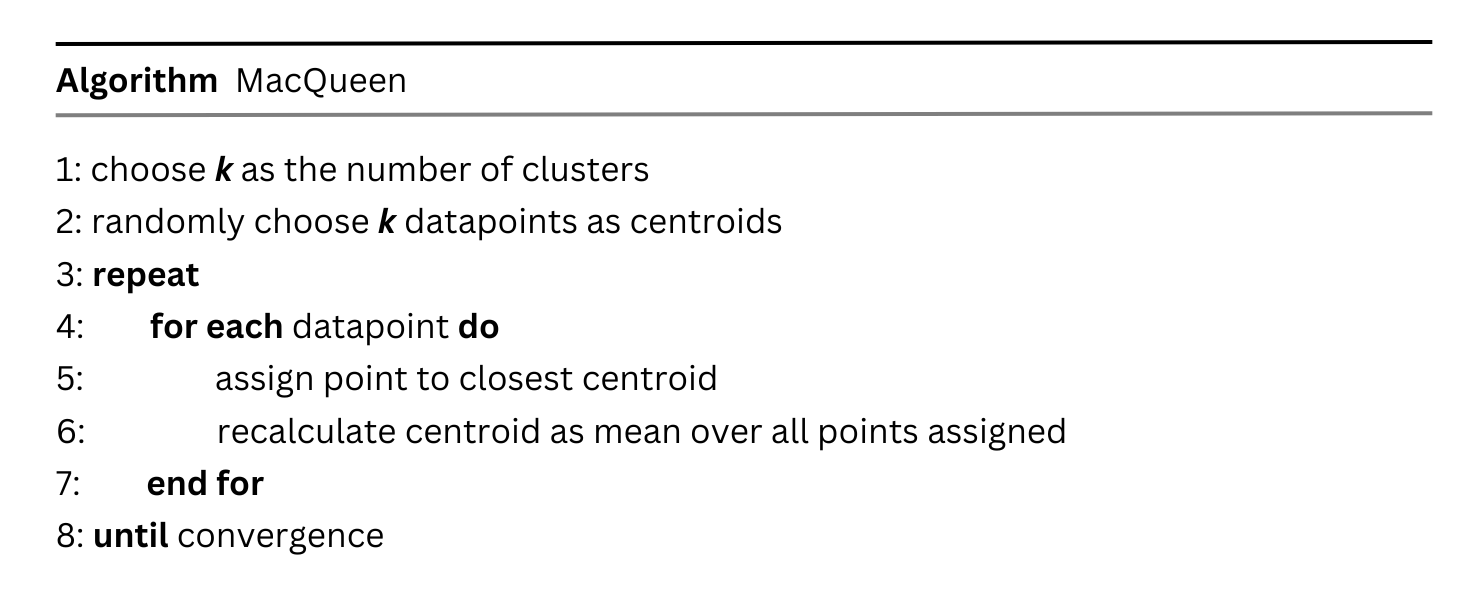 Algorithm MacQueen
1: choose k as the number of clusters
2: randomly choose k datapoints as centroids
3: repeat
4: for each datapoint do
5: assign point to closest centroid
6: recalculate centroid as mean over all points assigned
7: end for
8: until convergence